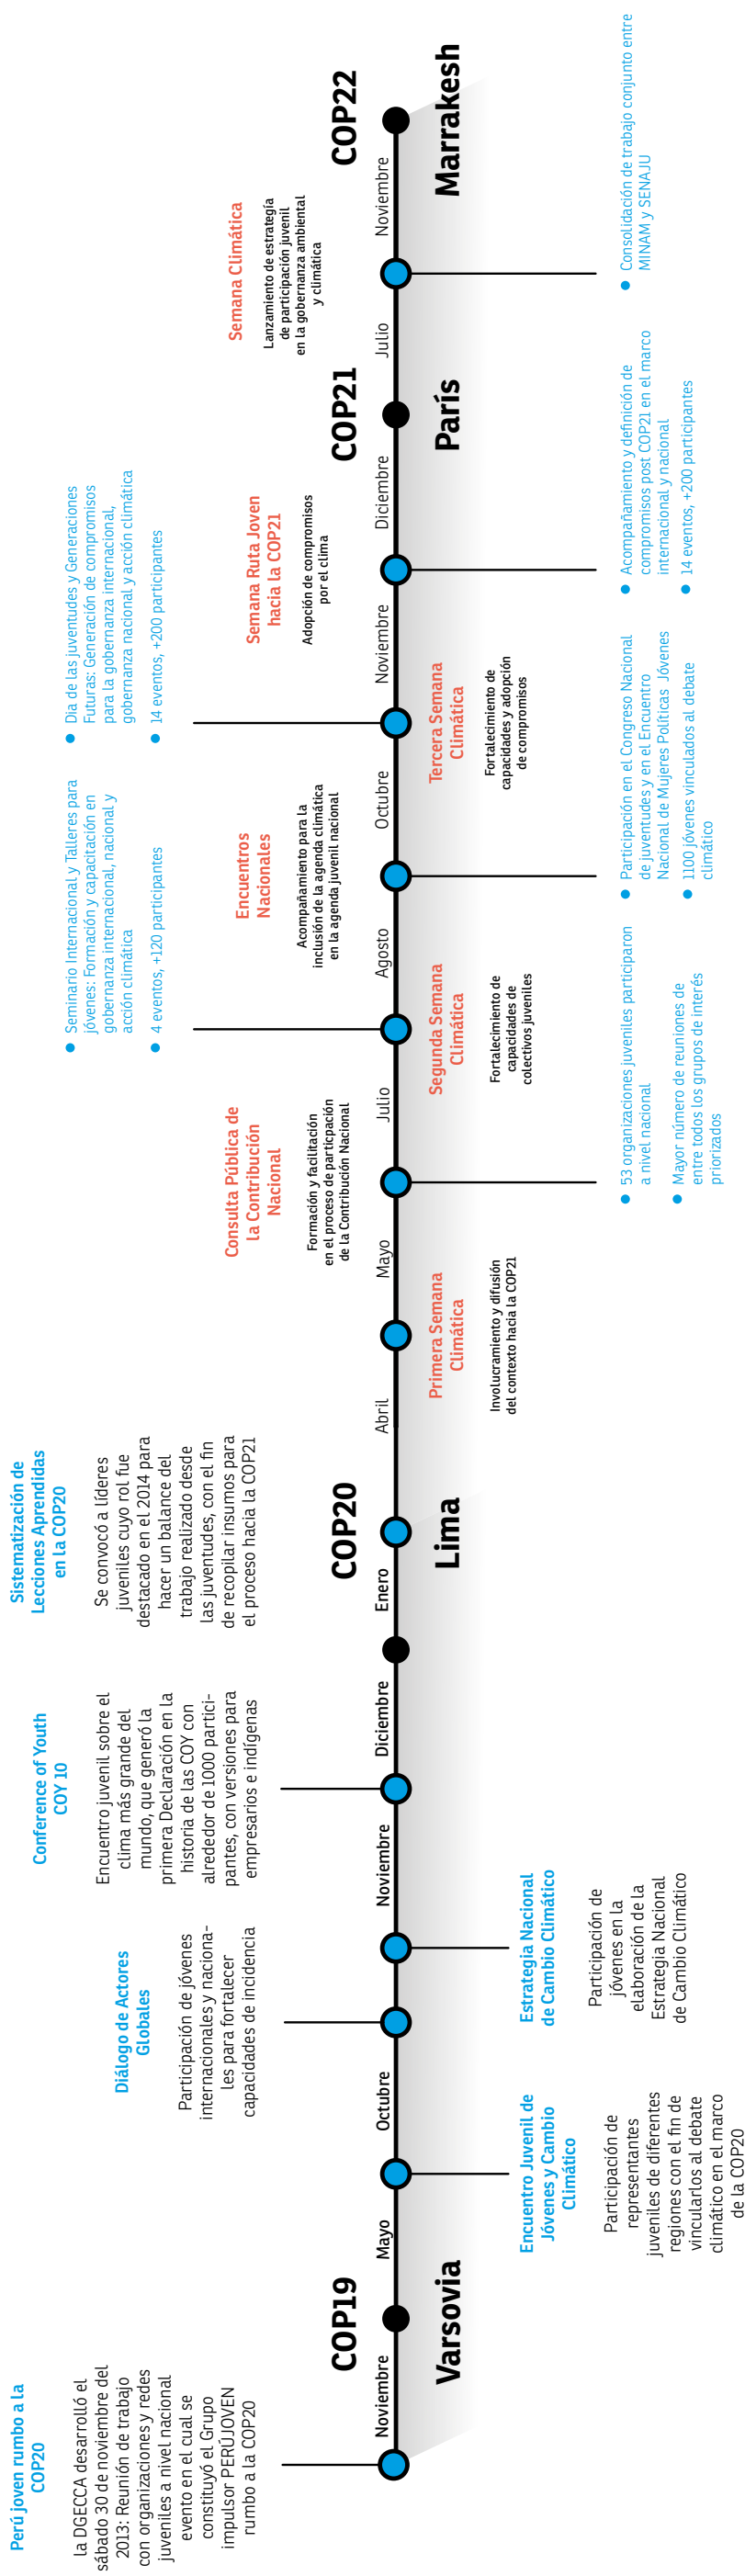 Perú joven rumbo a la
COP20
la DGECCA desarrolló el
sábado 30 de noviembre del
2013: Reunión de trabajo
con organizaciones y redes
juveniles a nivel nacional
evento en el cual se
constituyó el Grupo
impulsor PERÚJOVEN
rumbo a la COP20
Noviembre
COP19
Varsovia
Mayo
Encuentro Juvenil de
Jóvenes y Cambio
Climático
Participación de
representantes
juveniles de diferentes
regiones con el fin de
vincularlos al debate
climático en el marco
de la COP20
Octubre
Diálogo de Actores
Globales
Participación de jóvenes
internacionales y naciona-
les para fortalecer
capacidades de incidencia
Estrategia Nacional
de Cambio Climático
Participación de
jóvenes en la
elaboración de la
Estrategia Nacional
de Cambio Climático
Noviembre
Conference of Youth
COY 10
Encuentro juvenil sobre el
clima más grande del
mundo, que generó la
primera Declaración en la
historia de las COY con
alrededor de 1000 partici-
pantes, con versiones para
empresarios e indígenas
Diciembre
Enero
COP20
Lima
Sistematización de
Lecciones Aprendidas
en la COP20
Se convocó a líderes
juveniles cuyo rol fue
destacado en el 2014 para
hacer un balance del
trabajo realizado desde
las juventudes, con el fin
de recopilar insumos para
el proceso hacia la COP21
Abril
Primera Semana
Climática
Involucramiento y difusión
del contexto hacia la COP21
Mayo
Consulta Pública de
la Contribución
Nacional
Formación y facilitación
en el proceso de particpación
de la Contribución Nacional
● 53 organizaciones juveniles participaron
a nivel nacional
● Mayor número de reuniones de
entre todos los grupos de interés
priorizados
Julio
● Seminario Internacional y Talleres para
jóvenes: Formación y capacitación en
gobernanza internacional, nacional y
acción climática
● 4 eventos, +120 participantes
Segunda Semana
Climática
Fortalecimiento de
capacidades de
colectivos juveniles
Agosto
Encuentros
Nacionales
Acompañamiento para la
inclusión de la agenda climática
en la agenda juvenil nacional
● Participación en el Congreso Nacional
de juventudes y en el Encuentro
Nacional de Mujeres Políticas Jóvenes
● 1100 jóvenes vinculados al debate
climático
Octubre
● Dia de las juventudes y Generaciones
Futuras: Generación de compromisos
para la gobernanza internacional,
gobernanza nacional y acción climática
● 14 eventos, +200 participantes
Tercera Semana
Climática
Fortalecimiento de
capacidades y adopción
de compromisos
Noviembre
Semana Ruta Joven
hacia la COP21
Adopción de compromisos
por el clima
● Acompañamiento y definición de
compromisos post COP21 en el marco
internacional y nacional
● 14 eventos, +200 participantes
Diciembre
COP21
París
Julio
Semana Climática
Lanzamiento de estrategía
de participación juvenil
en la gobernanza ambiental
y climática
● Consolidación de trabajo conjunto entre
MINAM y SENAJU
Noviembre
COP22
Marrakesh